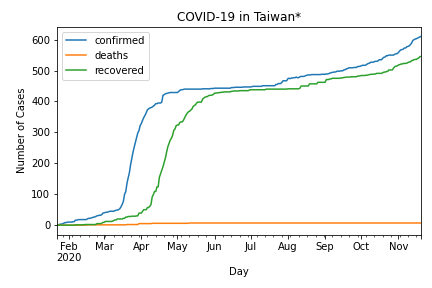 COVID-19 in Taiwan*
confirmed
deaths
recovered
Number of Cases
600
500
400
300
200
100
0
Feb Mar Apr May Jun Jul Aug Sep Oct Nov
2020
Day